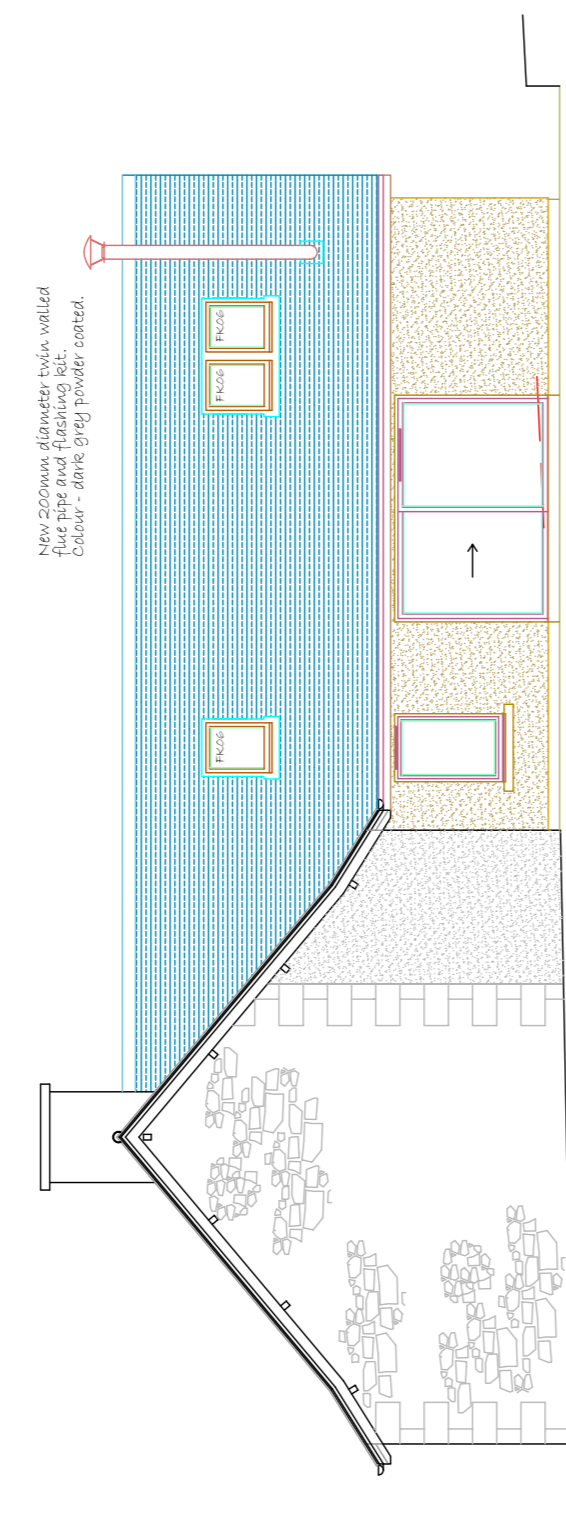 New 200mm diameter twin walled
flue pipe and flashing kit.
Colour - dark grey powder coated.
FK06
FK06
FK06